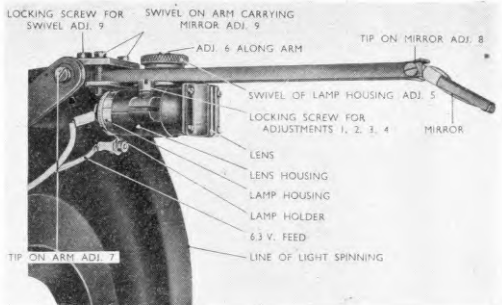 LOCKING SCREW FOR
SWIVEL ADJ. 9
SWIVEL ON ARM CARRYING
MIRROR ADJ. 9
ADJ. 6 ALONG ARM
TIP ON MIRROR ADJ. 8
SWIVEL OF LAMP HOUSING ADJ. 5
LOCKING SCREW FOR
ADJUSTMENTS 1, 2, 3, 4
MIRROR
LENS
LENS HOUSING
LAMP HOUSING
LAMP HOLDER
6.3 V. FEED
TIP ON ARM ADJ. 7
LINE OF LIGHT SPINNING